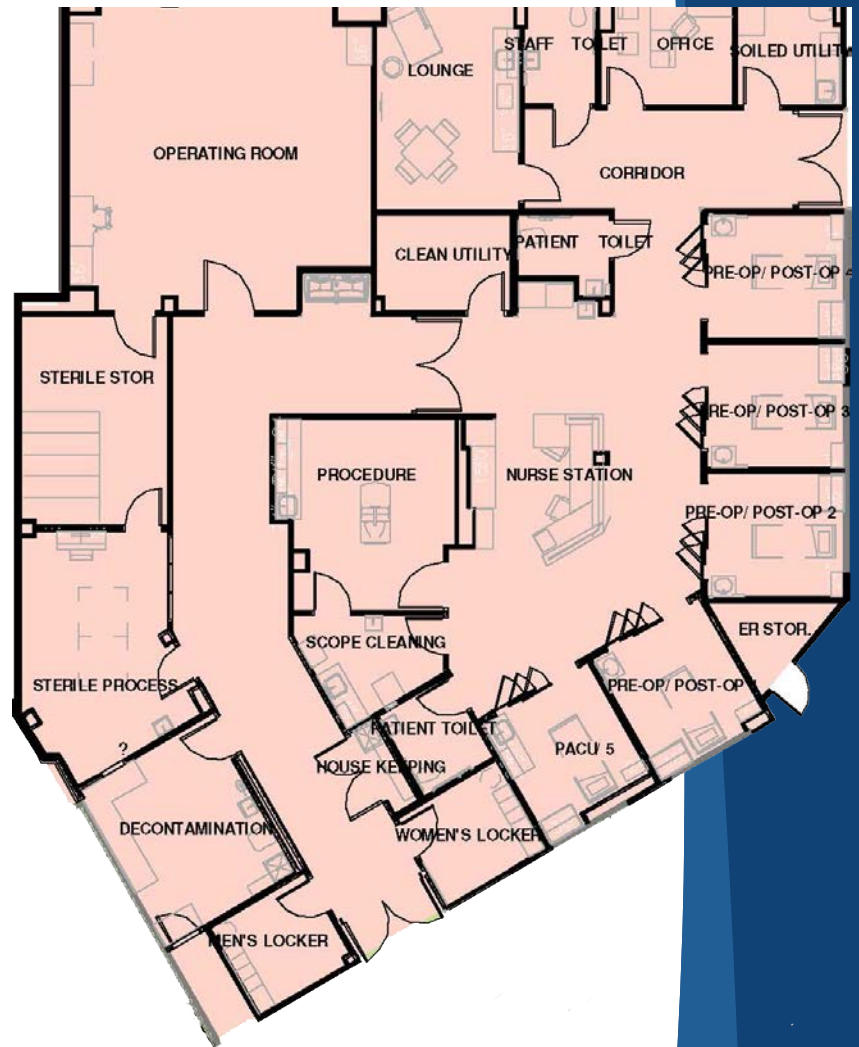 STAFF TOILET
OFFICE
SOILED UTILITY
LOUNGE
OPERATING ROOM
CORRIDOR
CLEAN UTILITY
PATIENT TOILET
PRE-OP/ POST-OP 4
STERILE STOR
PRE-OP/ POST-OP 3
PROCEDURE
NURSE STATION
PRE-OP/ POST-OP 2
ER STOR.
SCOPE CLEANING
STERILE PROCESS
PRE-OP/ POST-OP
PATIENT TOILET
PACU 5
?
HOUSE KEEPING
DECONTAMINATION
WOMEN'S LOCKER
MEN'S LOCKER